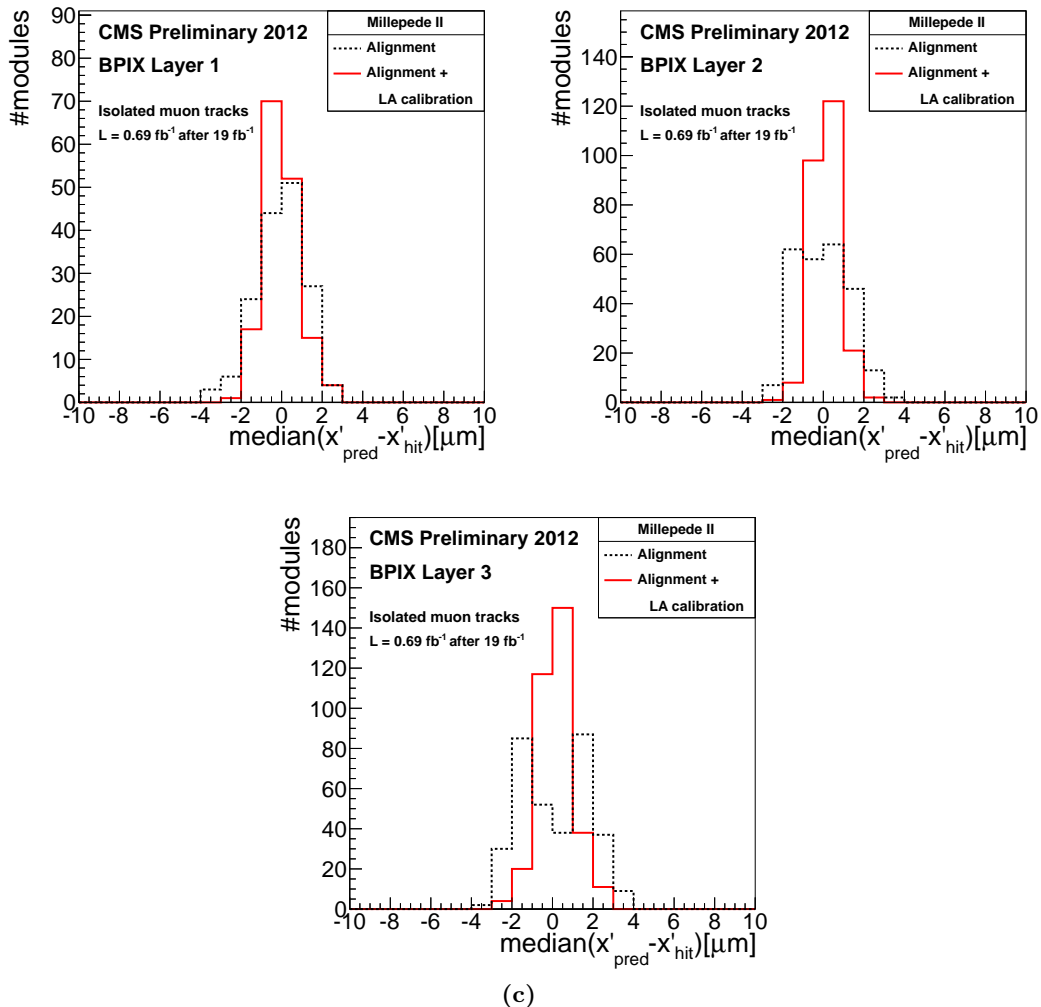 CMS Preliminary 2012
BPIX Layer 1
Isolated muon tracks
L = 0.69 fb⁻¹ after 19 fb⁻¹
Millepede II
Alignment
Alignment +
LA calibration
#modules
90
80
70
60
50
40
30
20
10
0
-10 -8 -6 -4 -2 0 2 4 6 8 10
median(x'pred-x'hit)[μm]
CMS Preliminary 2012
BPIX Layer 2
Isolated muon tracks
L = 0.69 fb⁻¹ after 19 fb⁻¹
Millepede II
Alignment
Alignment +
LA calibration
#modules
140
120
100
80
60
40
20
0
-10 -8 -6 -4 -2 0 2 4 6 8 10
median(x'pred-x'hit)[μm]
CMS Preliminary 2012
BPIX Layer 3
Isolated muon tracks
L = 0.69 fb⁻¹ after 19 fb⁻¹
Millepede II
Alignment
Alignment +
LA calibration
#modules
180
160
140
120
100
80
60
40
20
0
-10 -8 -6 -4 -2 0 2 4 6 8 10
median(x'pred-x'hit)[μm]
(c)